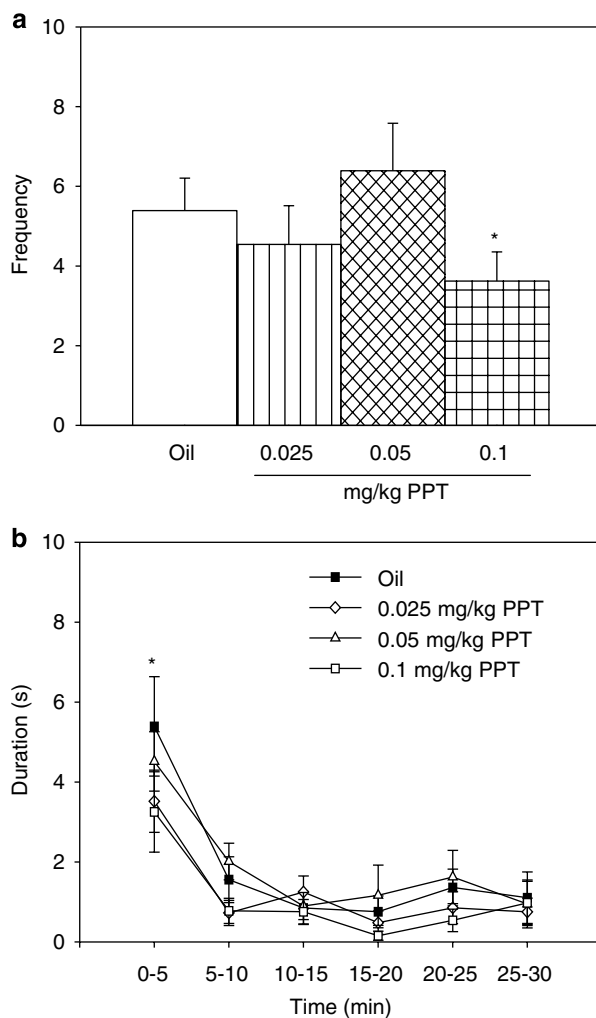 a
10
8
6
4
2
0
Frequency
*
Oil
0.025
0.05
0.1
mg/kg PPT
b
10
8
6
4
2
0
Duration (s)
*
Oil
0.025 mg/kg PPT
0.05 mg/kg PPT
0.1 mg/kg PPT
0-5
5-10
10-15
15-20
20-25
25-30
Time (min)